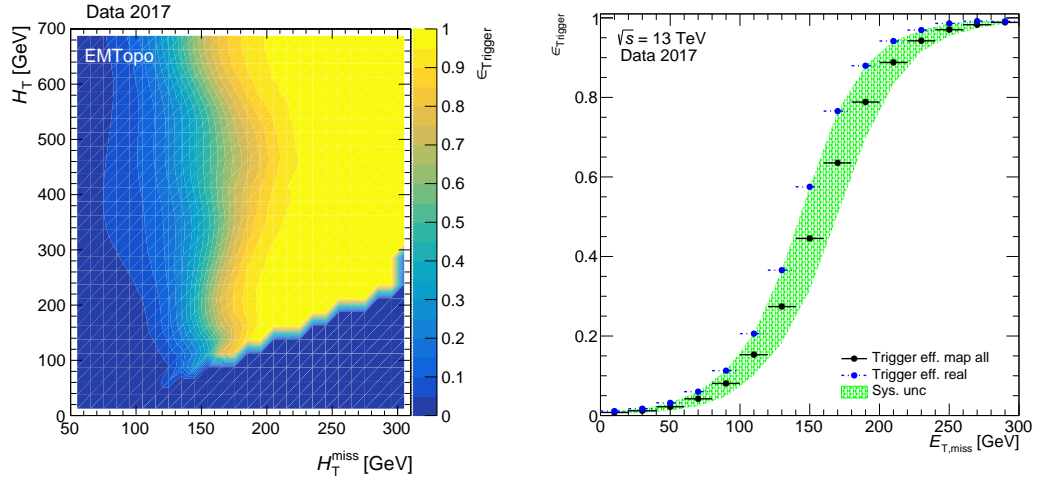 Data 2017
EMTopo
H_T [GeV]
700
600
500
400
300
200
100
0
50 100 150 200 250 300
H_T^miss [GeV]
1
0.9
0.8
0.7
0.6
0.5
0.4
0.3
0.2
0.1
0
ϵ_Trigger
ϵ_Trigger
1
0.8
0.6
0.4
0.2
0
√s = 13 TeV
Data 2017
Trigger eff. map all
Trigger eff. real
Sys. unc
0 50 100 150 200 250 300
E_T,miss [GeV]